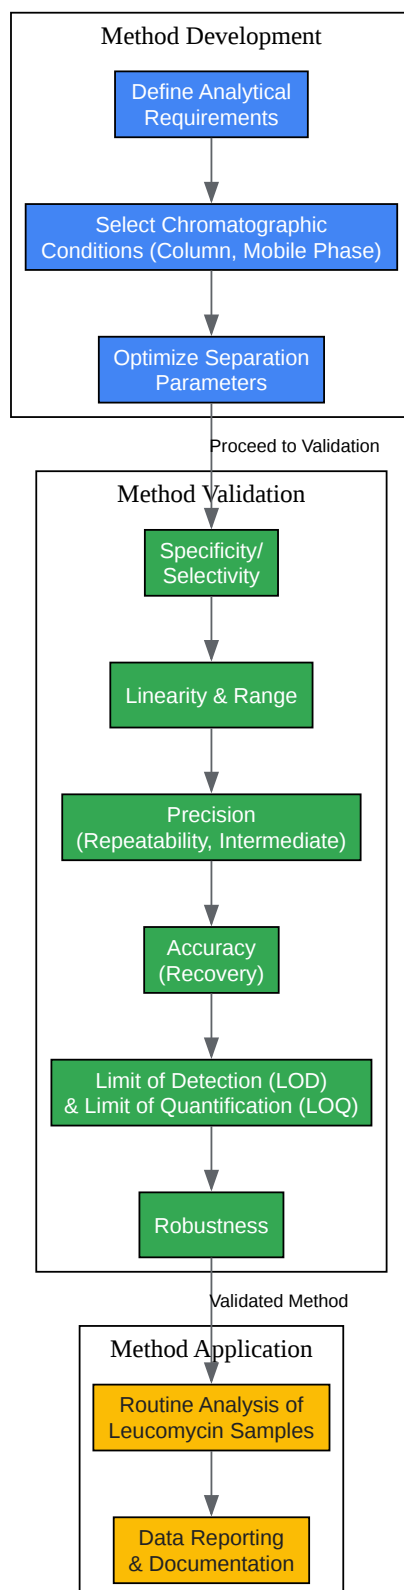 Method Development
Define Analytical
Requirements
Select Chromatographic
Conditions (Column, Mobile Phase)
Optimize Separation
Parameters
Proceed to Validation
Method Validation
Specificity/
Selectivity
Linearity & Range
Precision
(Repeatability, Intermediate)
Accuracy
(Recovery)
Limit of Detection (LOD)
& Limit of Quantification (LOQ)
Robustness
Validated Method
Method Application
Routine Analysis of
Leucomycin Samples
Data Reporting
& Documentation